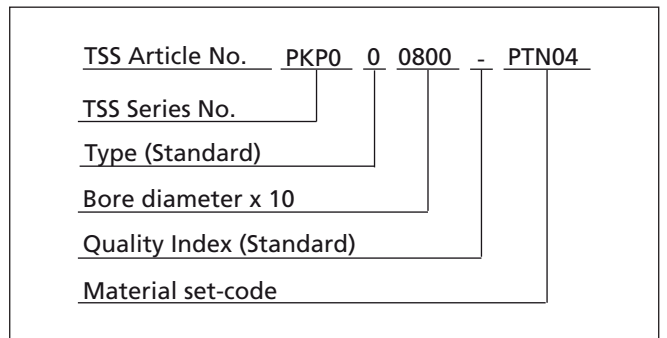 TSS Article No. PKP0 0 0800 - PTN04
TSS Series No.
Type (Standard)
Bore diameter x 10
Quality Index (Standard)
Material set-code